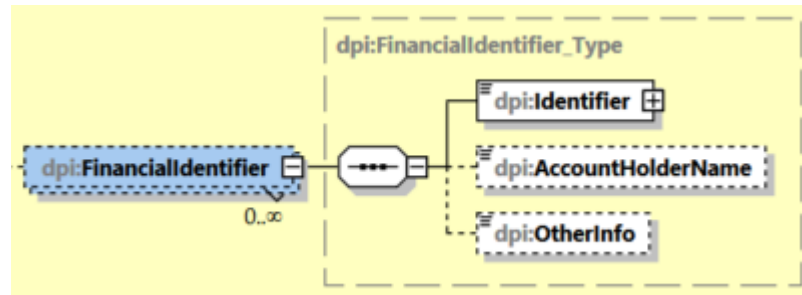 dpi:FinancialIdentifier_Type
dpi:Identifier
dpi:FinancialIdentifier
dpi:AccountHolderName
0..∞
dpi:OtherInfo